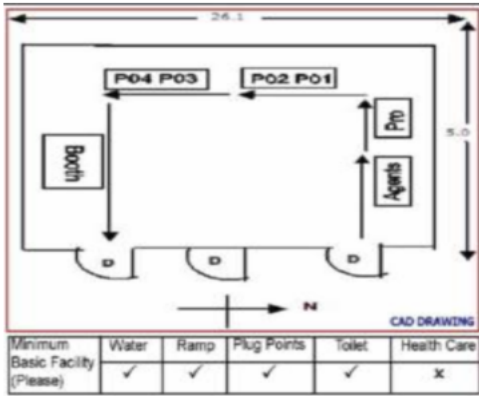 26.1
P04 P03
P02 P01
5.0
Pro
Booth
Agents
D
D
D
N
CAD DRAWING
Minimum Basic Facility (Please)
Water
Ramp
Plug Points
Toilet
Health Care
✓
✓
✓
✓
x